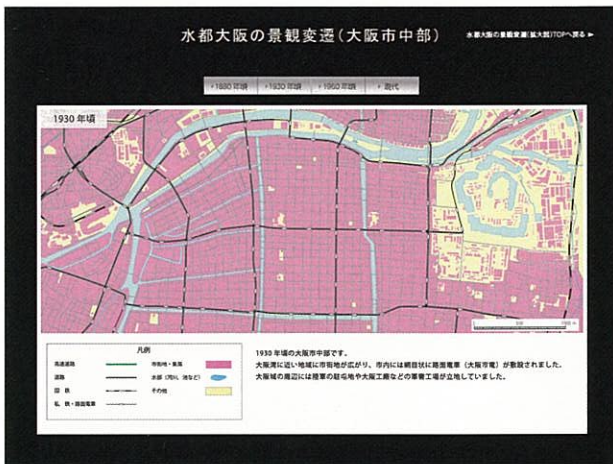 水都大阪の景観変遷（大阪市中部）
水都大阪の景観変遷(拡大図)TOPへ戻る ►
1930年頃
1960年頃
現代
1930年頃
凡例
高速道路
市街地・集落
道路
水部（河川、池など）
国 鉄
その他
私 鉄・路面電車
1930年頃の大阪市中部です。
大阪湾に近い地域に市街地が広がり、市内には網目状に路面電車（大阪市電）が敷設されました。
大阪城の周辺には陸軍の駐屯地や大阪工廠などの軍需工場が立地していました。